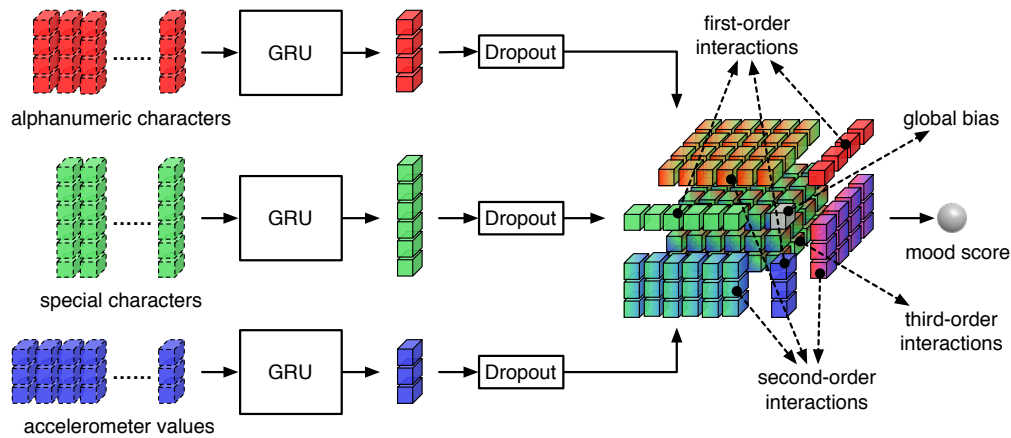 alphanumeric characters
......
GRU
Dropout
special characters
......
GRU
Dropout
accelerometer values
......
GRU
Dropout
first-order
interactions
global bias
mood score
third-order
interactions
second-order
interactions